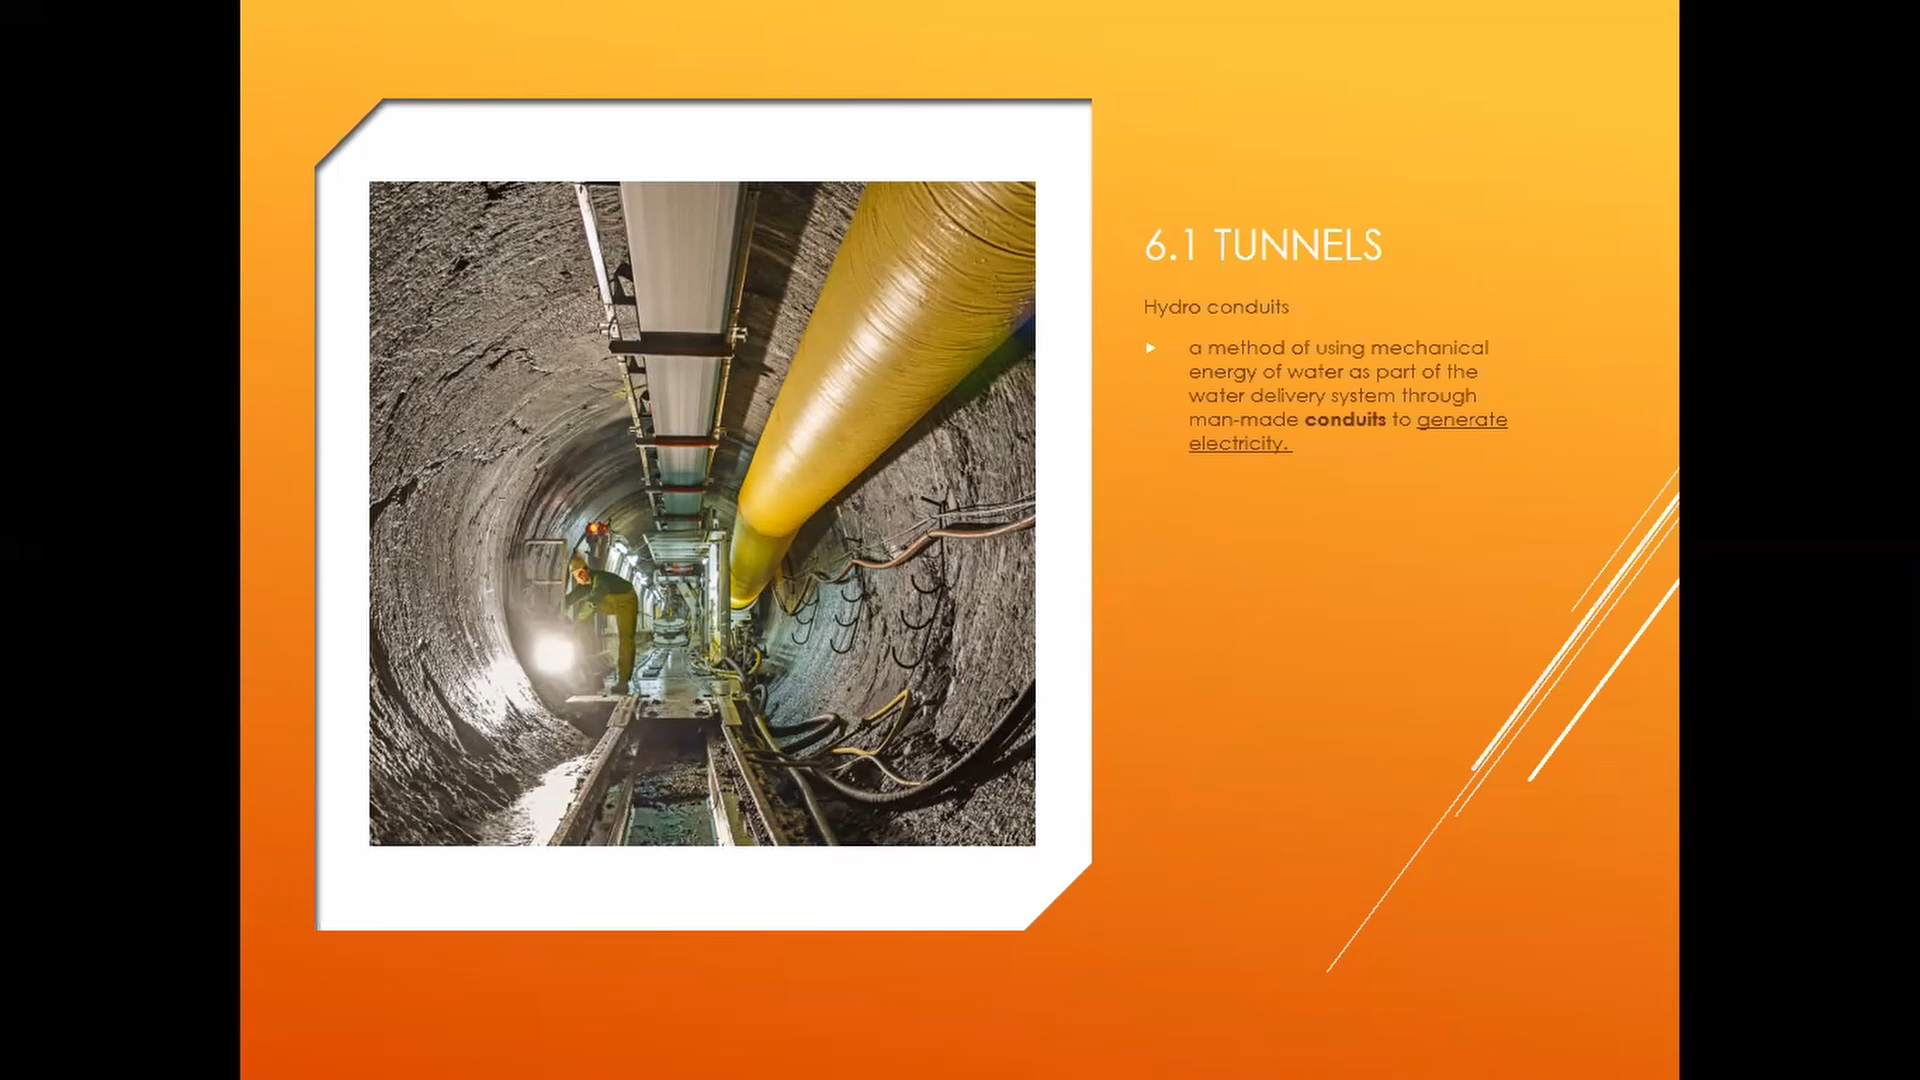 6.1 TUNNELS
Hydro conduits
a method of using mechanical
energy of water as part of the
water delivery system through
man-made conduits to generate
electricity.